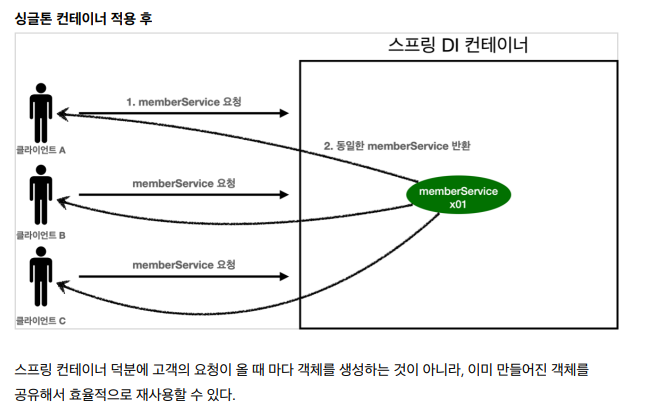 싱글톤 컨테이너 적용 후
스프링 DI 컨테이너
1. memberService 요청
클라이언트 A
2. 동일한 memberService 반환
memberService 요청
memberService
x01
클라이언트 B
memberService 요청
클라이언트 C
스프링 컨테이너 덕분에 고객의 요청이 올 때 마다 객체를 생성하는 것이 아니라, 이미 만들어진 객체를
공유해서 효율적으로 재사용할 수 있다.